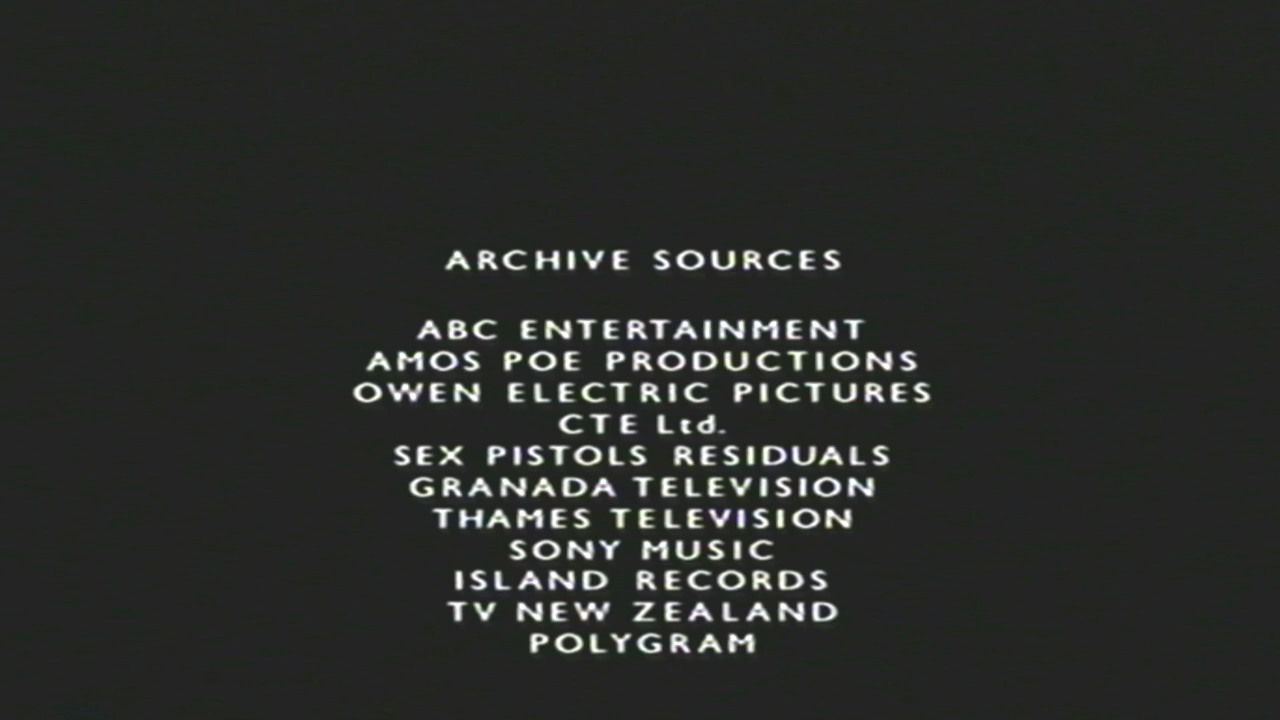 ARCHIVE SOURCES
ABC ENTERTAINMENT
AMOS POE PRODUCTIONS
OWEN ELECTRIC PICTURES
CTE Ltd.
SEX PISTOLS RESIDUALS
GRANADA TELEVISION
THAMES TELEVISION
SONY MUSIC
ISLAND RECORDS
TV NEW ZEALAND
POLYGRAM